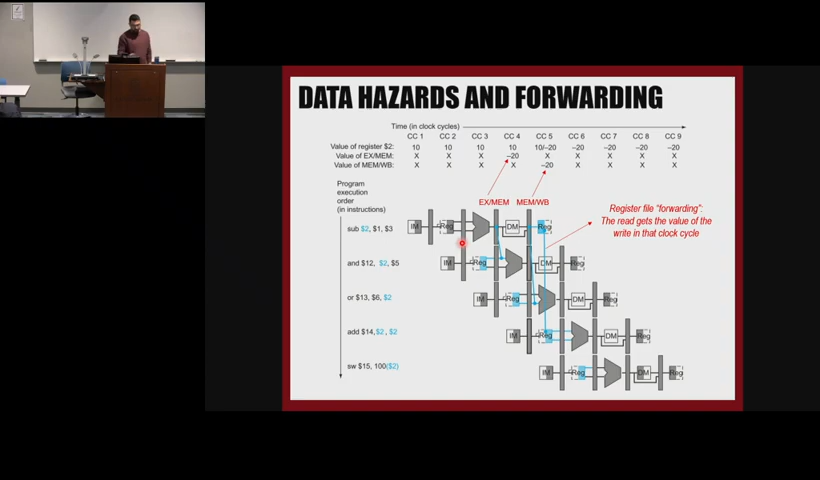 DATA HAZARDS AND FORWARDING
Time (in clock cycles)
CC 1 CC 2 CC 3 CC 4 CC 5 CC 6 CC 7 CC 8 CC 9
Value of register $2: 10 10 10 10 10/–20 –20 –20 –20 –20
Value of EX/MEM: X X X –20 X X X X X
Value of MEM/WB: X X X X –20 X X X X
Program
execution
order
(in instructions)
EX/MEM MEM/WB
Register file "forwarding":
The read gets the value of the
write in that clock cycle
sub $2, $1, $3
IM Reg DM Reg
and $12, $2, $5
IM Reg DM Reg
or $13, $6, $2
IM Reg DM Reg
add $14,$2 , $2
IM Reg DM Reg
sw $15, 100($2)
IM Reg DM Reg